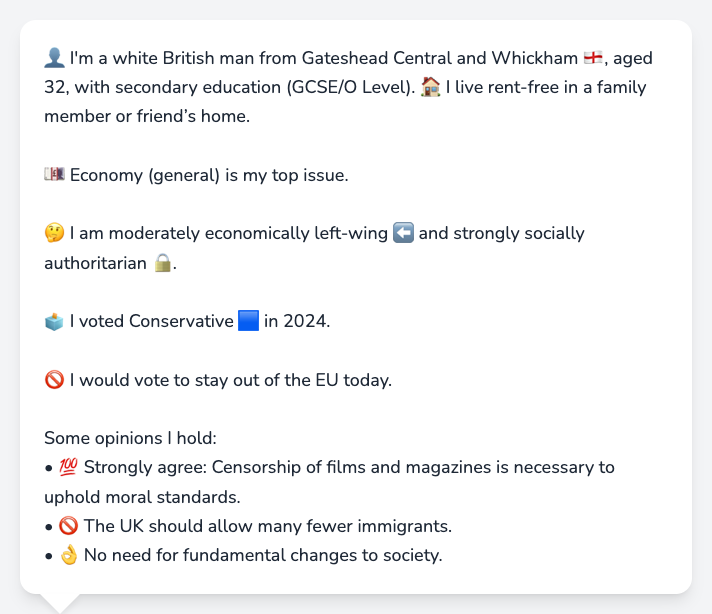 👤 I'm a white British man from Gateshead Central and Whickham 🏴󠁧󠁢󠁥󠁮󠁧󠁿, aged
32, with secondary education (GCSE/O Level). 🏠 I live rent-free in a family
member or friend’s home.
💷 Economy (general) is my top issue.
🤔 I am moderately economically left-wing ⬅️ and strongly socially
authoritarian 🔒.
🗳️ I voted Conservative 🟦 in 2024.
🚫 I would vote to stay out of the EU today.
Some opinions I hold:
• 💯 Strongly agree: Censorship of films and magazines is necessary to
uphold moral standards.
• 🚫 The UK should allow many fewer immigrants.
• 👌 No need for fundamental changes to society.